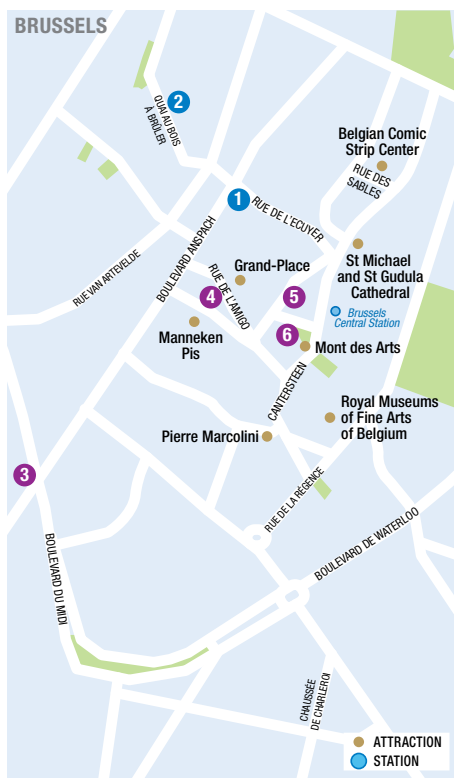 BRUSSELS
2
QUAI AU BOIS
À BRÛLER
Belgian Comic
Strip Center
RUE DES
SABLES
1
RUE DE L'ECUYER
BOULEVARD ANSPACH
RUE VAN ARTEVELDE
St Michael
and St Gudula
Cathedral
Grand-Place
RUE DE L'AMIGO
4
5
Brussels
Central Station
Manneken
Pis
6
Mont des Arts
CANTERSTEEN
Royal Museums
of Fine Arts
of Belgium
Pierre Marcolini
3
RUE DE LA RÉGENCE
BOULEVARD DU MIDI
BOULEVARD DE WATERLOO
CHAUSSÉE
DE CHARLEROI
ATTRACTION
STATION